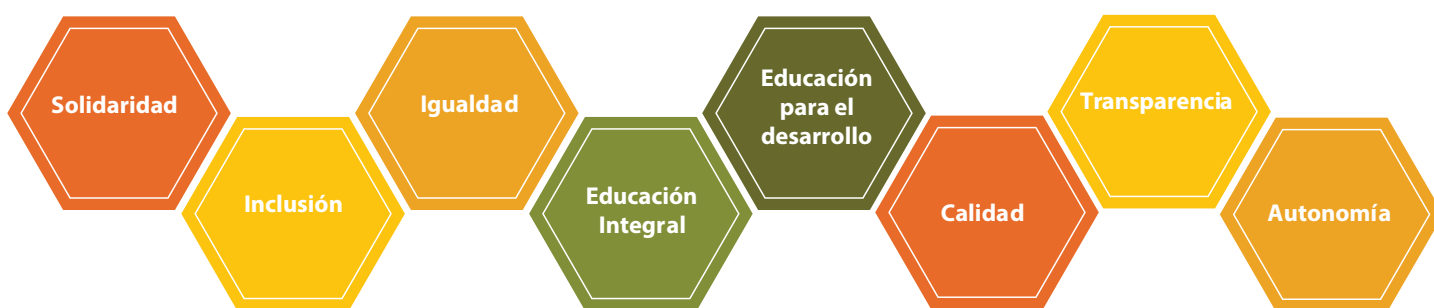 Solidaridad
Inclusión
Igualdad
Educación
Integral
Educación
para el
desarrollo
Calidad
Transparencia
Autonomía